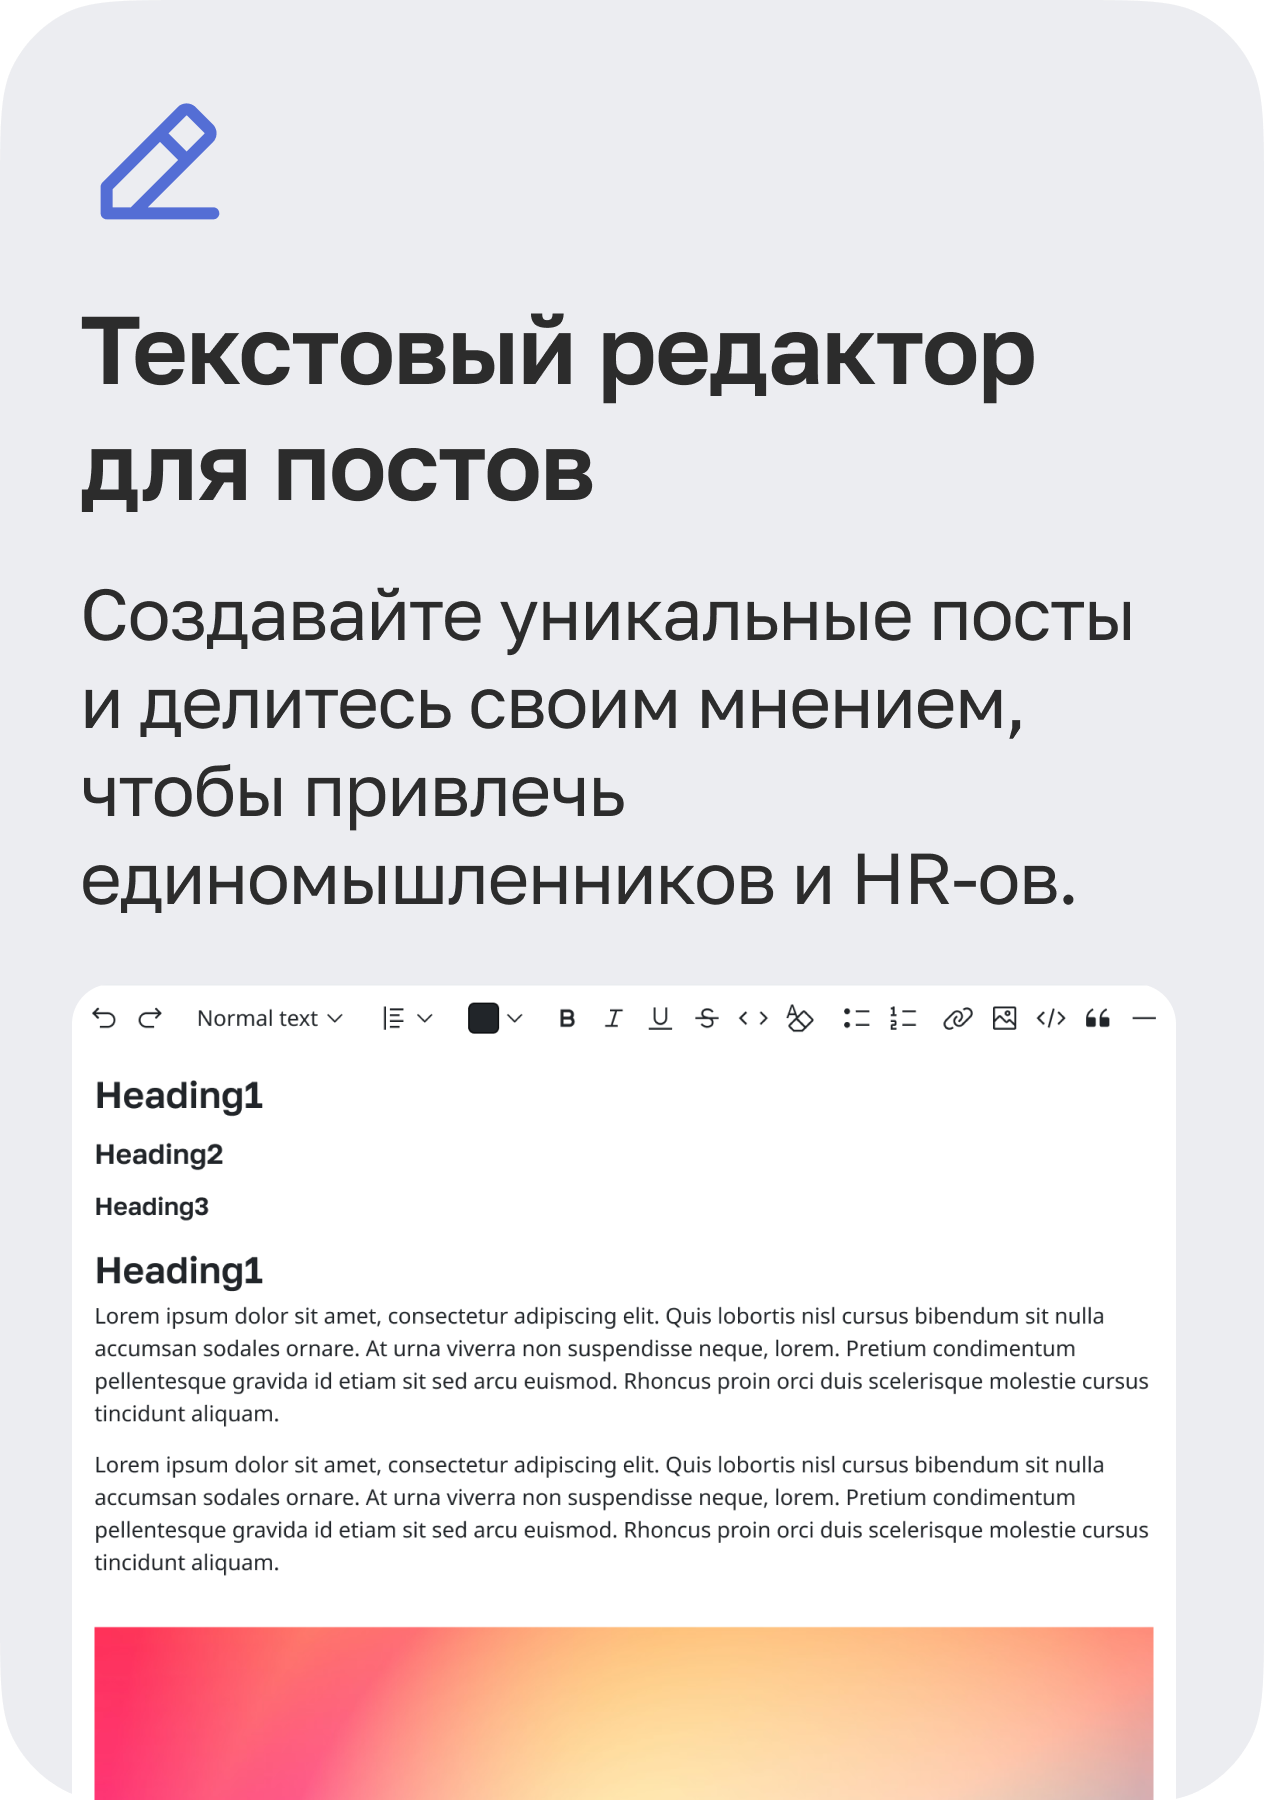 Текстовый редактор
для постов
Создавайте уникальные посты
и делитесь своим мнением,
чтобы привлечь
единомышленников и HR-ов.
Normal text
Heading1
Heading2
Heading3
Heading1
Lorem ipsum dolor sit amet, consectetur adipiscing elit. Quis lobortis nisl cursus bibendum sit nulla
accumsan sodales ornare. At urna viverra non suspendisse neque, lorem. Pretium condimentum
pellentesque gravida id etiam sit sed arcu euismod. Rhoncus proin orci duis scelerisque molestie cursus
tincidunt aliquam.
Lorem ipsum dolor sit amet, consectetur adipiscing elit. Quis lobortis nisl cursus bibendum sit nulla
accumsan sodales ornare. At urna viverra non suspendisse neque, lorem. Pretium condimentum
pellentesque gravida id etiam sit sed arcu euismod. Rhoncus proin orci duis scelerisque molestie cursus
tincidunt aliquam.